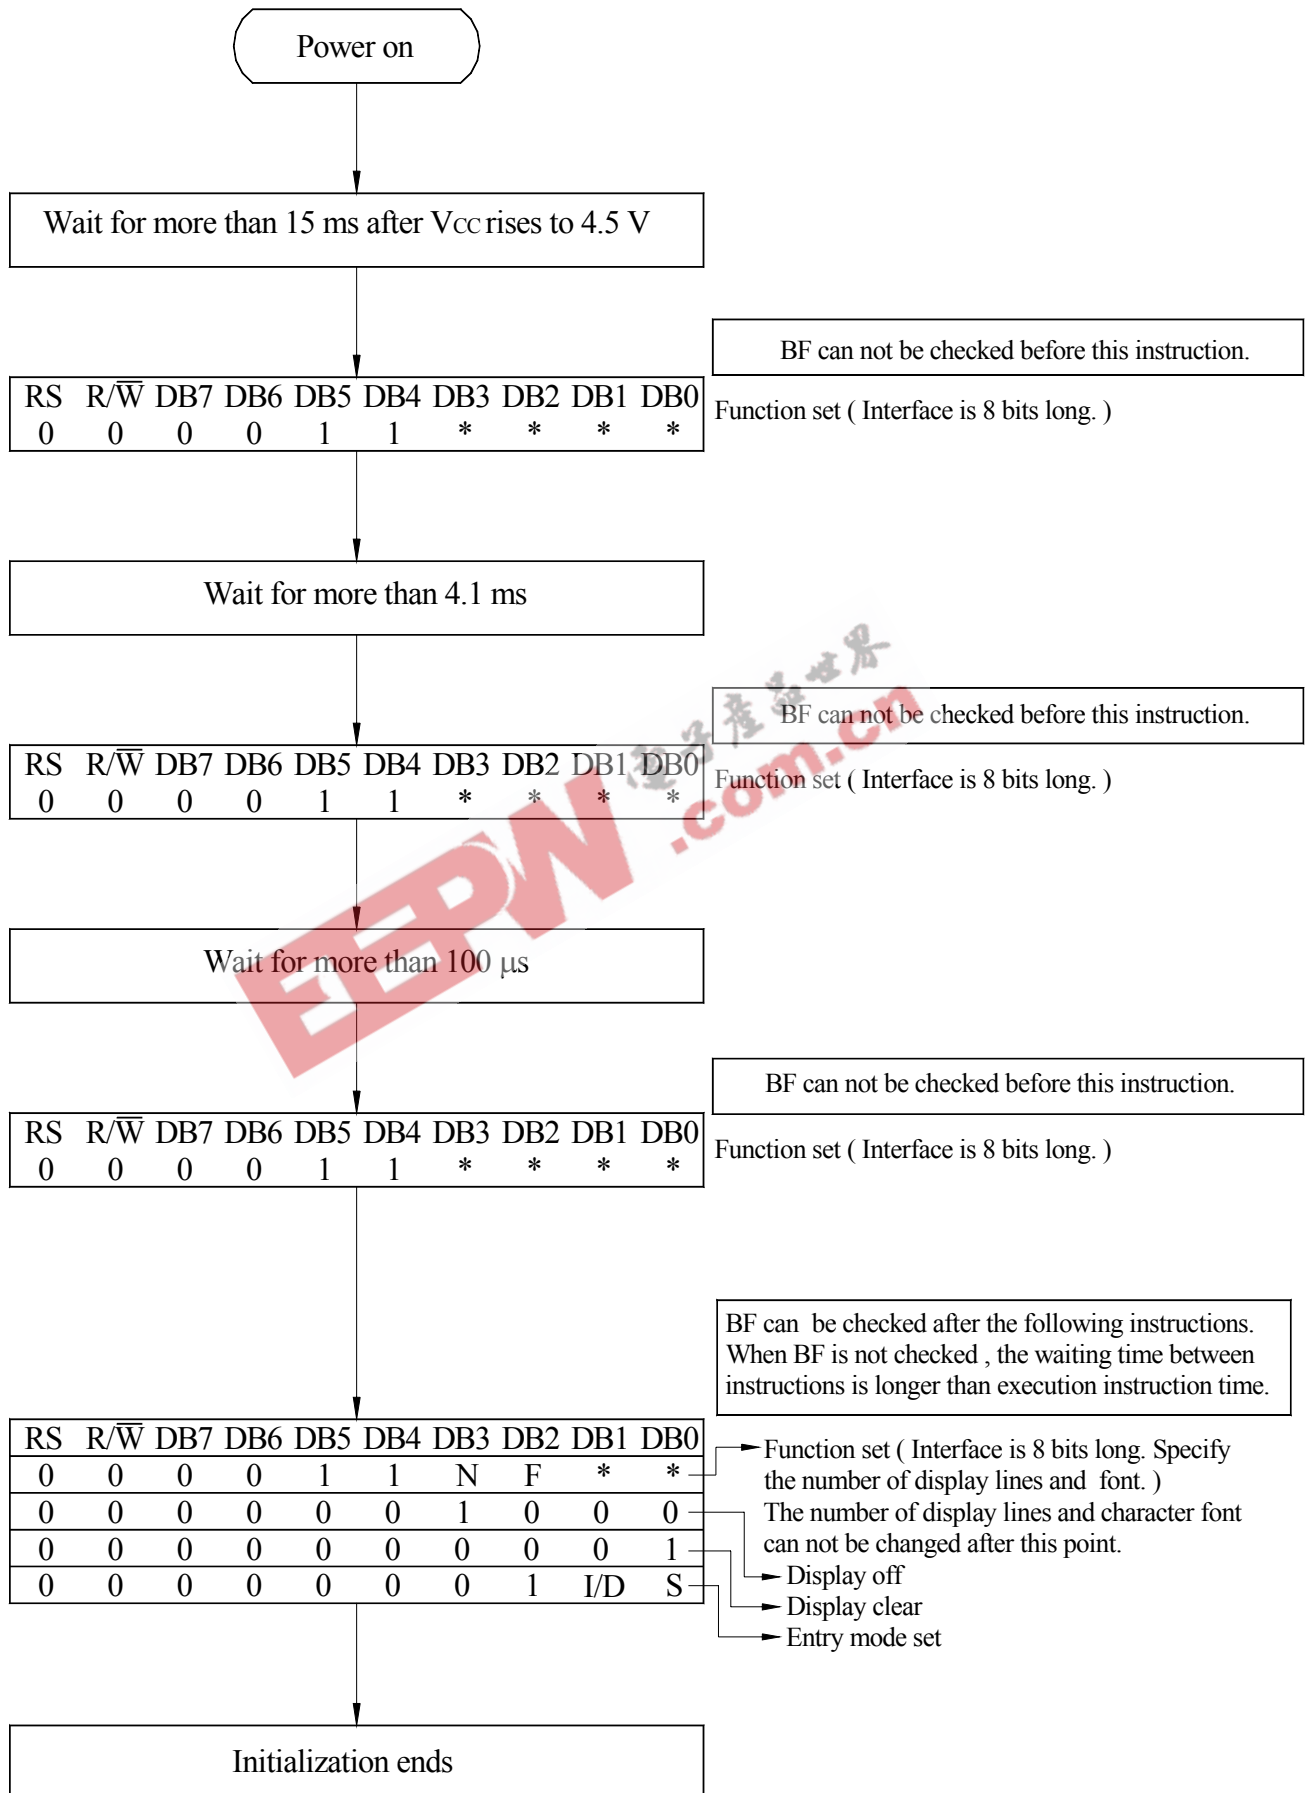 Power on
Wait for more than 15 ms after VCC rises to 4.5 V
BF can not be checked before this instruction.
RS R/W̅ DB7 DB6 DB5 DB4 DB3 DB2 DB1 DB0
0 0 0 0 1 1 * * * *
Function set ( Interface is 8 bits long. )
Wait for more than 4.1 ms
BF can not be checked before this instruction.
RS R/W̅ DB7 DB6 DB5 DB4 DB3 DB2 DB1 DB0
0 0 0 0 1 1 * * * *
Function set ( Interface is 8 bits long. )
電子產品世界
EEPW
.com.cn
Wait for more than 100 μs
BF can not be checked before this instruction.
RS R/W̅ DB7 DB6 DB5 DB4 DB3 DB2 DB1 DB0
0 0 0 0 1 1 * * * *
Function set ( Interface is 8 bits long. )
BF can be checked after the following instructions.
When BF is not checked , the waiting time between
instructions is longer than execution instruction time.
RS R/W̅ DB7 DB6 DB5 DB4 DB3 DB2 DB1 DB0
0 0 0 0 1 1 N F * *
0 0 0 0 0 0 1 0 0 0
0 0 0 0 0 0 0 0 0 1
0 0 0 0 0 0 0 1 I/D S
Function set ( Interface is 8 bits long. Specify
the number of display lines and font. )
The number of display lines and character font
can not be changed after this point.
Display off
Display clear
Entry mode set
Initialization ends